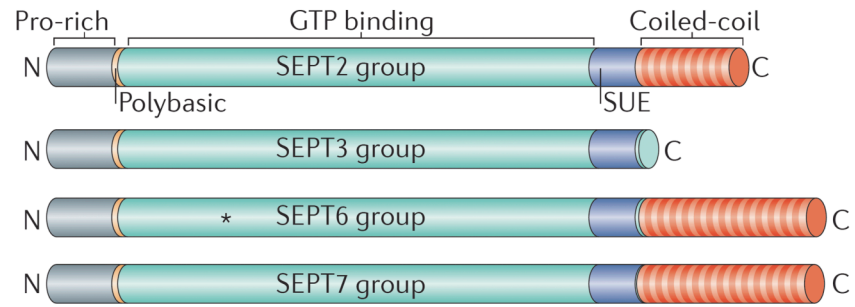 Pro-rich GTP binding Coiled-coil
N SEPT2 group C
Polybasic SUE
N SEPT3 group C
N * SEPT6 group C
N SEPT7 group C